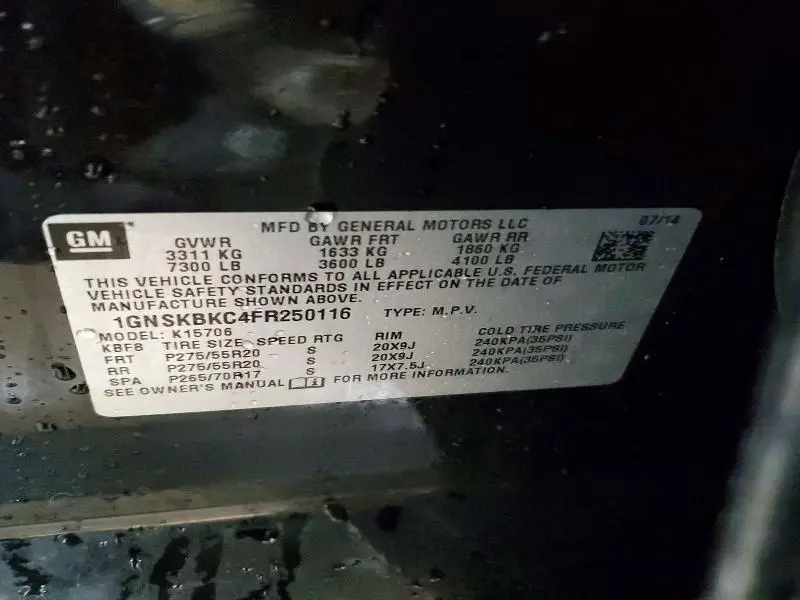 GM
MFD BY GENERAL MOTORS LLC 07/14
GVWR GAWR FRT GAWR RR
3311 KG 1633 KG 1860 KG
7300 LB 3600 LB 4100 LB
THIS VEHICLE CONFORMS TO ALL APPLICABLE U.S. FEDERAL MOTOR
VEHICLE SAFETY STANDARDS IN EFFECT ON THE DATE OF
MANUFACTURE SHOWN ABOVE.
1GNSKBKC4FR250116 TYPE: M.P.V.
MODEL: K15706
KBF8 TIRE SIZE SPEED RTG RIM COLD TIRE PRESSURE
FRT P275/55R20 S 20X9J 240KPA(35PSI)
RR P275/55R20 S 20X9J 240KPA(35PSI)
SPA P265/70R17 S 17X7.5J 240KPA(35PSI)
SEE OWNER'S MANUAL FOR MORE INFORMATION.